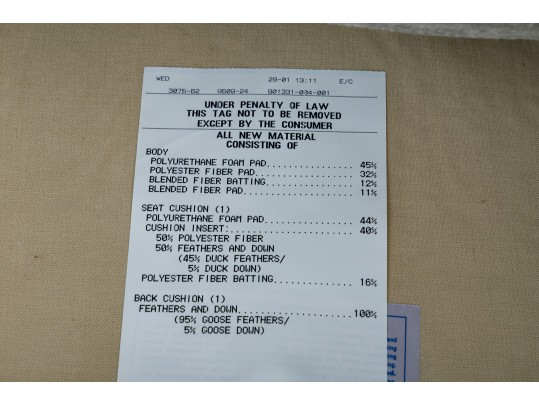 WED 29-01 13:11 E/C
3075-62 9609-24 901331-004-001
UNDER PENALTY OF LAW
THIS TAG NOT TO BE REMOVED
EXCEPT BY THE CONSUMER
ALL NEW MATERIAL
CONSISTING OF
BODY
POLYURETHANE FOAM PAD..................45%
POLYESTER FIBER PAD....................32%
BLENDED FIBER BATTING..................12%
BLENDED FIBER PAD......................11%
SEAT CUSHION (1)
POLYURETHANE FOAM PAD..................44%
CUSHION INSERT:........................40%
50% POLYESTER FIBER
50% FEATHERS AND DOWN
(45% DUCK FEATHERS/
5% DUCK DOWN)
POLYESTER FIBER BATTING................16%
BACK CUSHION (1)
FEATHERS AND DOWN.....................100%
(95% GOOSE FEATHERS/
5% GOOSE DOWN)